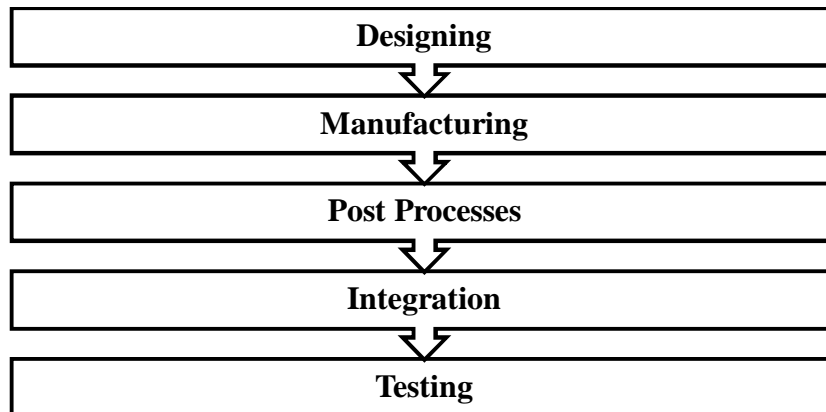 Designing
Manufacturing
Post Processes
Integration
Testing